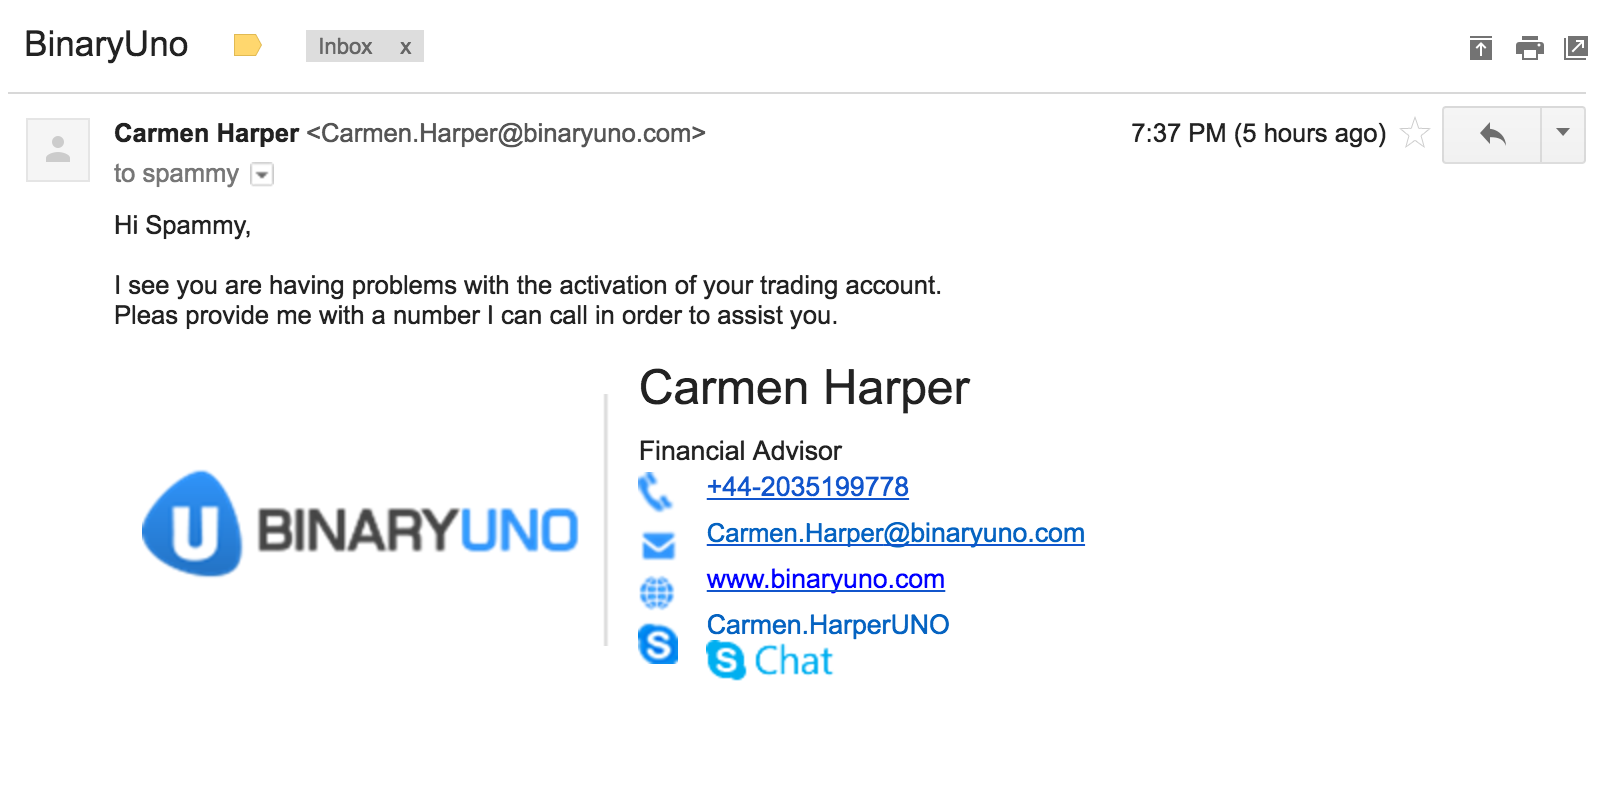 BinaryUno
Inbox x
Carmen Harper <Carmen.Harper@binaryuno.com>
7:37 PM (5 hours ago)
to spammy
Hi Spammy,
I see you are having problems with the activation of your trading account.
Pleas provide me with a number I can call in order to assist you.
BINARYUNO
Carmen Harper
Financial Advisor
+44-2035199778
Carmen.Harper@binaryuno.com
www.binaryuno.com
Carmen.HarperUNO
Chat